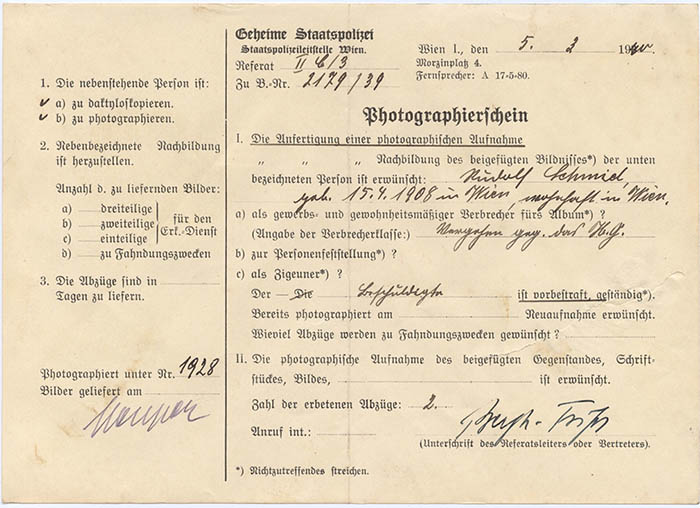 1. Die nebenstehende Person ist:
a) zu daktyloskopieren.
b) zu photographieren.
2. Nebenbezeichnete Nachbildung
ist herzustellen.
Anzahl d. zu liefernden Bilder:
a) dreiteilige
b) zweiteilige
c) einteilige
für den
Erk.-Dienst
d) zu Fahndungszwecken
3. Die Abzüge sind in
Tagen zu liefern.
Photographiert unter Nr. 1928
Bilder geliefert am
Geheime Staatspolizei
Staatspolizeileitstelle Wien.
Referat II C/3
Zu B.-Nr. 2179/39
Wien I., den 5. 2 1940
Morzinplatz 4.
Fernsprecher: A 17-5-80.
Photographierschein
I. Die Anfertigung einer photographischen Aufnahme
" " " Nachbildung des beigefügten Bildnisses*) der unten
bezeichneten Person ist erwünscht: Rudolf Schmid,
geb. 15.4.1908 in Wien, wohnhaft in Wien,
a) als gewerbs- und gewohnheitsmäßiger Verbrecher fürs Album*) ?
(Angabe der Verbrecherklasse:) Vergehen geg. das H.G.
b) zur Personenfeststellung*) ?
c) als Zigeuner*) ?
Der Die Beschuldigte ist vorbestraft, geständig*).
Bereits photographiert am Neuaufnahme erwünscht.
Wieviel Abzüge werden zu Fahndungszwecken gewünscht ?
II. Die photographische Aufnahme des beigefügten Gegenstandes, Schrift-
stückes, Bildes, ist erwünscht.
Zahl der erbetenen Abzüge: 2.
Anruf int.:
(Unterschrift des Referatsleiters oder Vertreters).
*) Nichtzutreffendes streichen.